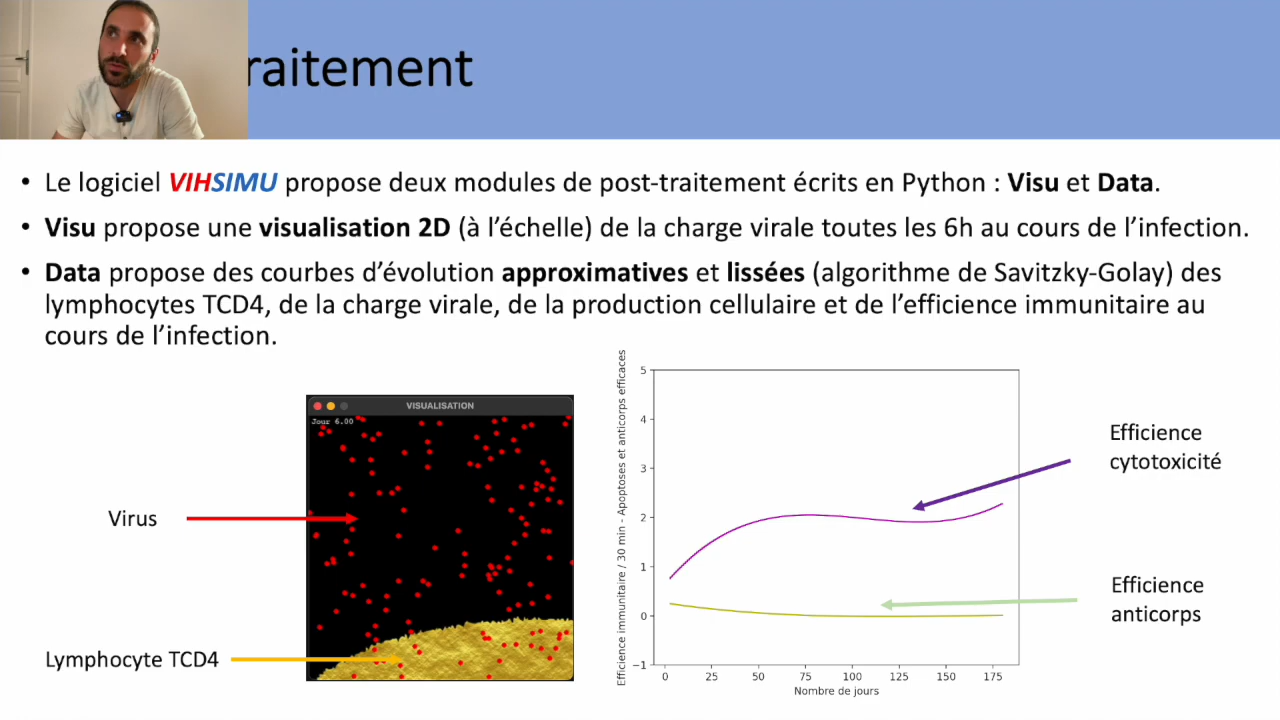 raitement
• Le logiciel VIHSIMU propose deux modules de post-traitement écrits en Python : Visu et Data.
• Visu propose une visualisation 2D (à l’échelle) de la charge virale toutes les 6h au cours de l’infection.
• Data propose des courbes d’évolution approximatives et lissées (algorithme de Savitzky-Golay) des
lymphocytes TCD4, de la charge virale, de la production cellulaire et de l’efficience immunitaire au
cours de l’infection.
VISUALISATION
Jour 6.00
Virus
Lymphocyte TCD4
Efficience immunitaire / 30 min - Apoptoses et anticorps efficaces
5
4
3
2
1
0
−1
0 25 50 75 100 125 150 175
Nombre de jours
Efficience
cytotoxicité
Efficience
anticorps